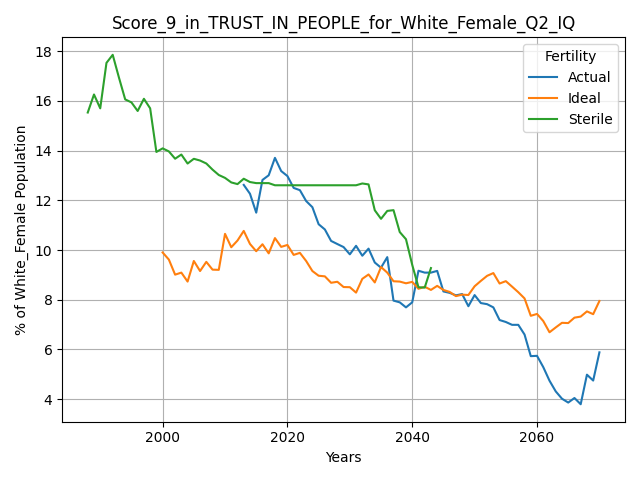 Score_9_in_TRUST_IN_PEOPLE_for_White_Female_Q2_IQ
Fertility
Actual
Ideal
Sterile
% of White_Female Population
18
16
14
12
10
8
6
4
2000
2020
2040
2060
Years